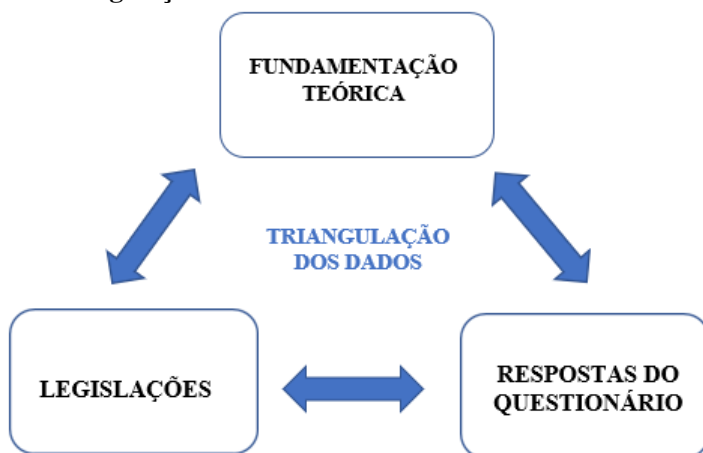 FUNDAMENTAÇÃO
TEÓRICA
TRIANGULAÇÃO
DOS DADOS
LEGISLAÇÕES
RESPOSTAS DO
QUESTIONÁRIO